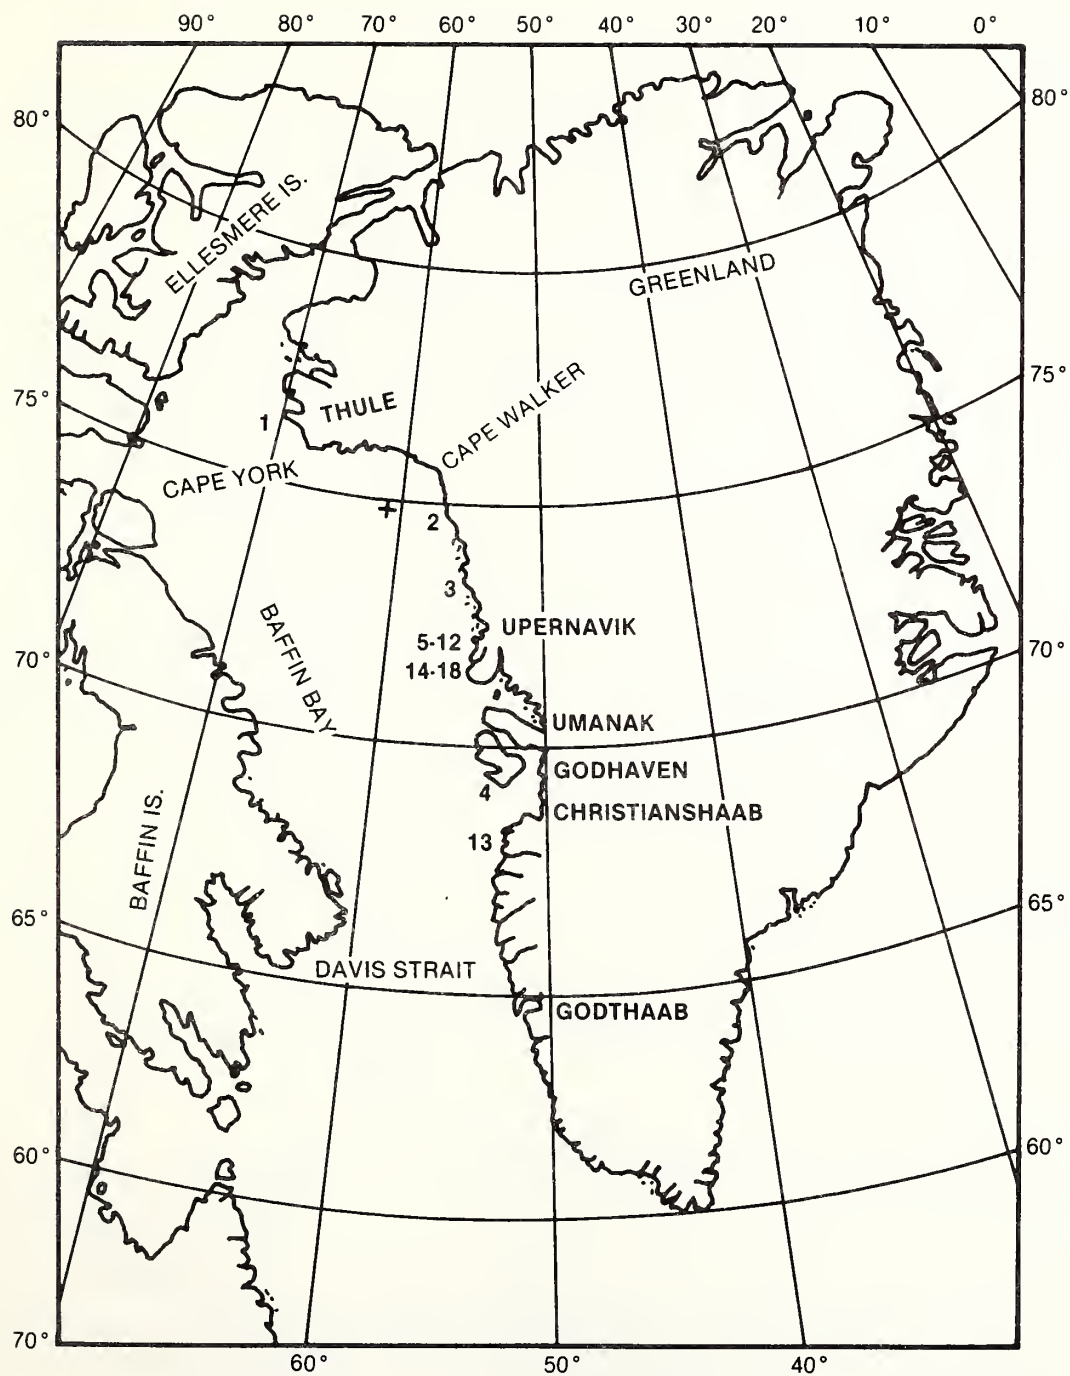 90° 80° 70° 60° 50° 40° 30° 20° 10° 0°
80° 80°
ELLESMERE IS.
GREENLAND
75° 75°
THULE
CAPE WALKER
1
CAPE YORK
+ 2
3
BAFFIN BAY
UPERNAVIK
5-12
70° 14-18 70°
UMANAK
GODHAVEN
4
CHRISTIANSHAAB
13
BAFFIN IS.
65° 65°
DAVIS STRAIT
GODTHAAB
60° 60°
70°
60° 50° 40°